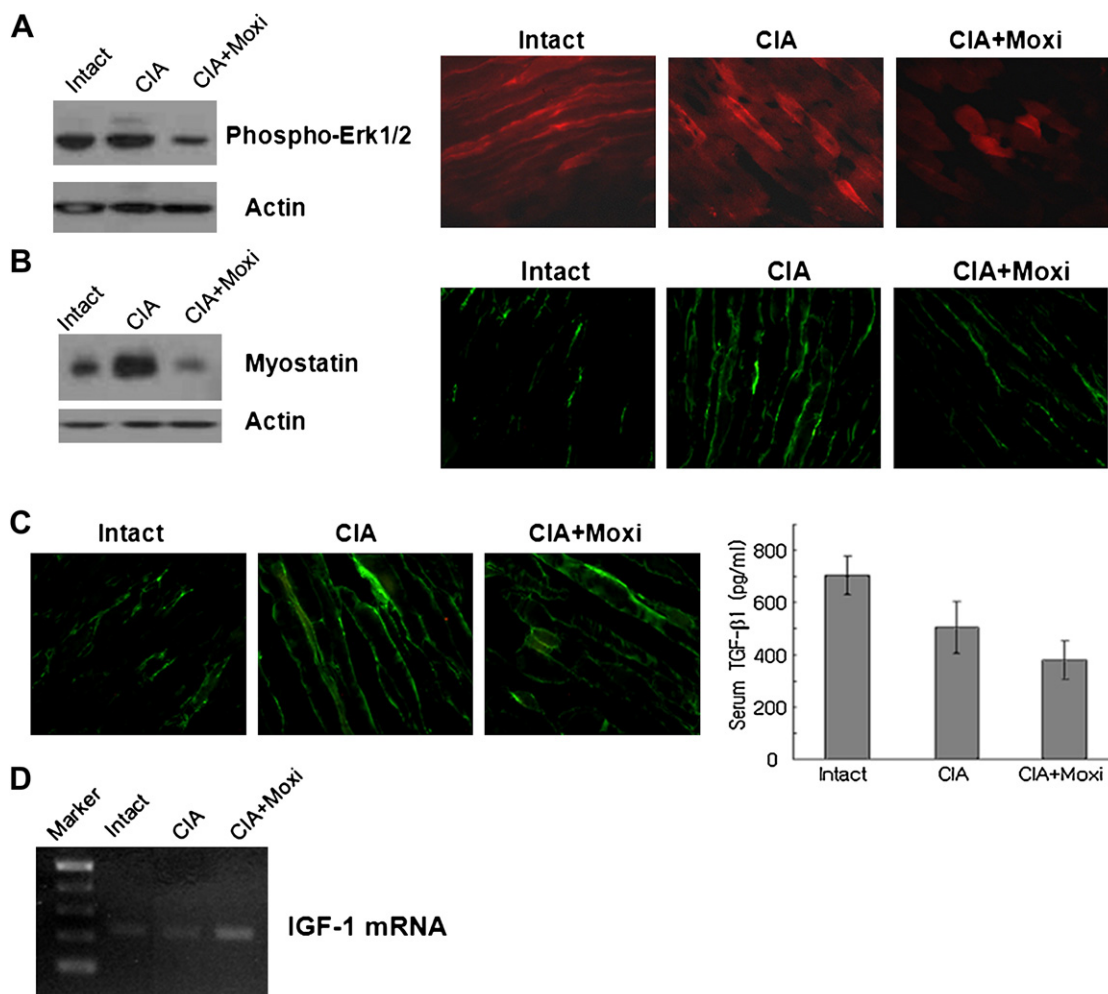 A
Intact CIA CIA+Moxi
Phospho-Erk1/2
Actin
Intact CIA CIA+Moxi
B
Intact CIA CIA+Moxi
Myostatin
Actin
Intact CIA CIA+Moxi
C
Intact CIA CIA+Moxi
Serum TGF-β1 (pg/ml)
800
600
400
200
0
Intact CIA CIA+Moxi
D
Marker Intact CIA CIA+Moxi
IGF-1 mRNA